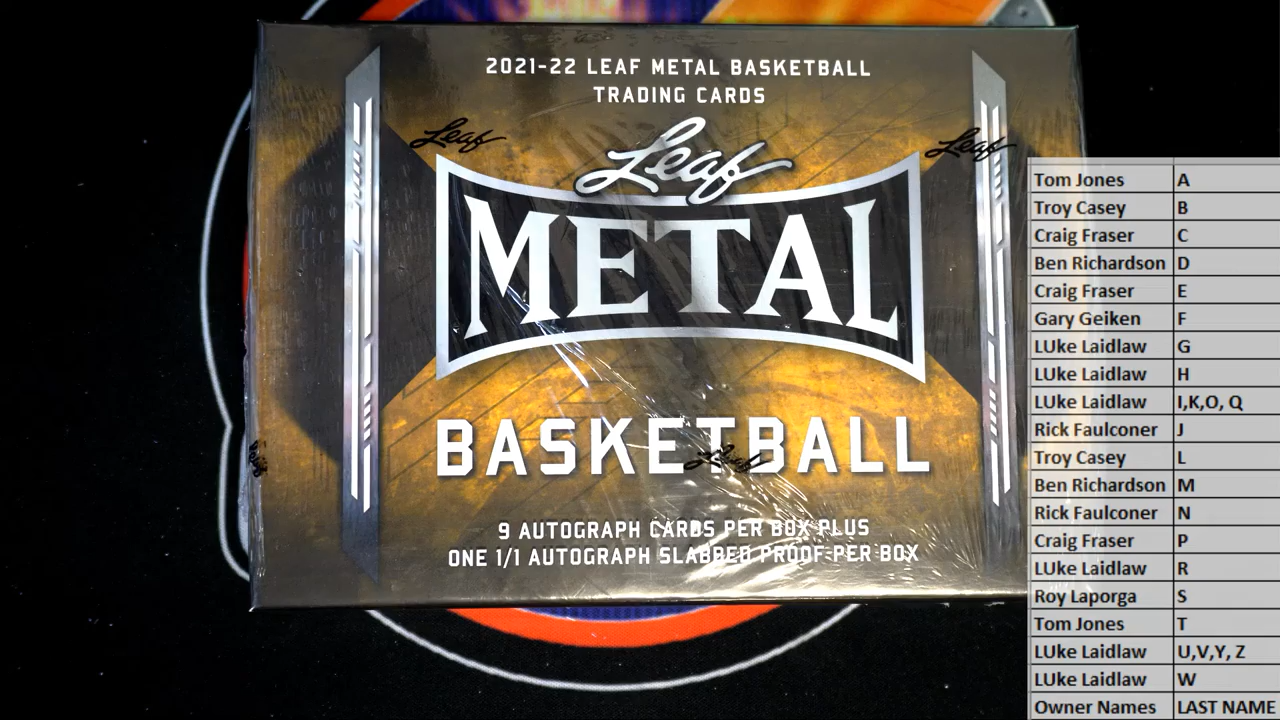 2021-22 LEAF METAL BASKETBALL
TRADING CARDS
Leaf
Leaf
Leaf
METAL
BASKETBALL
Leaf
9 AUTOGRAPH CARDS PER BOX PLUS
ONE 1/1 AUTOGRAPH SLABBED PROOF PER BOX
Tom Jones A
Troy Casey B
Craig Fraser C
Ben Richardson D
Craig Fraser E
Gary Geiken F
LUke Laidlaw G
LUke Laidlaw H
LUke Laidlaw I,K,O, Q
Rick Faulconer J
Troy Casey L
Ben Richardson M
Rick Faulconer N
Craig Fraser P
LUke Laidlaw R
Roy Laporga S
Tom Jones T
LUke Laidlaw U,V,Y, Z
LUke Laidlaw W
Owner Names LAST NAME